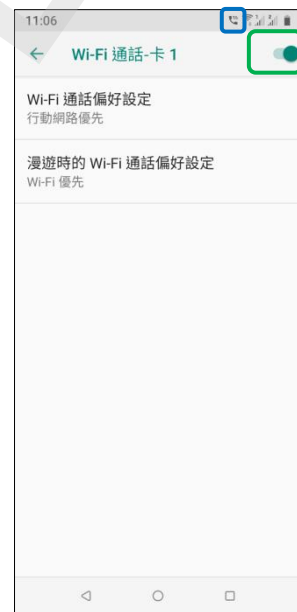 11:06
Wi-Fi 通話-卡 1
Wi-Fi 通話偏好設定
行動網路優先
漫遊時的 Wi-Fi 通話偏好設定
Wi-Fi 優先